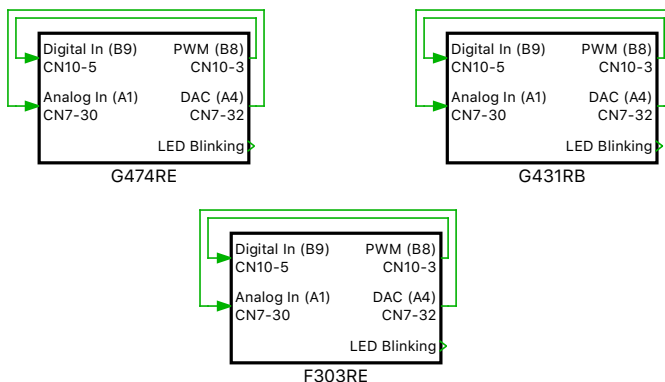 Digital In (B9) PWM (B8)
CN10-5 CN10-3
Analog In (A1) DAC (A4)
CN7-30 CN7-32
LED Blinking
G474RE
Digital In (B9) PWM (B8)
CN10-5 CN10-3
Analog In (A1) DAC (A4)
CN7-30 CN7-32
LED Blinking
G431RB
Digital In (B9) PWM (B8)
CN10-5 CN10-3
Analog In (A1) DAC (A4)
CN7-30 CN7-32
LED Blinking
F303RE